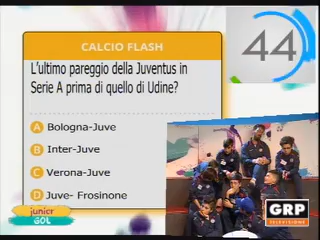 CALCIO FLASH
44
L'ultimo pareggio della Juventus in
Serie A prima di quello di Udine?
A Bologna-Juve
B Inter-Juve
C Verona-Juve
D Juve- Frosinone
junior
GOL
GRP
TELEVISIONE